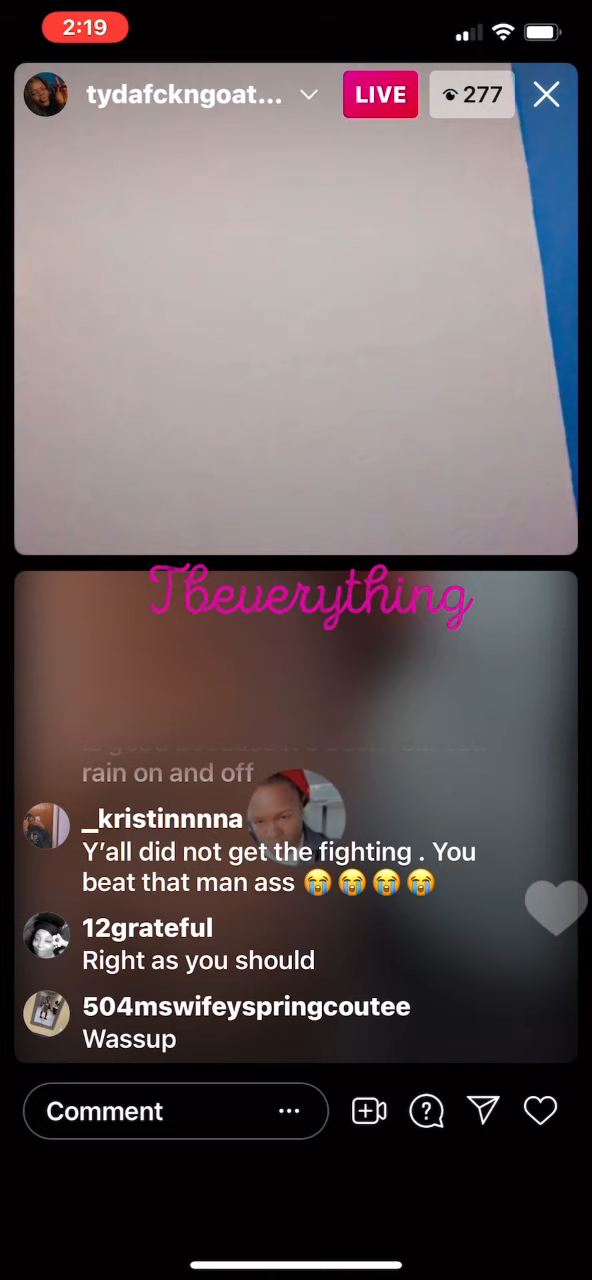 2:19
tydafckngoat...
LIVE
277
Tbeverything
rain on and off
_kristinnnna
Y’all did not get the fighting . You
beat that man ass 😭😭😭😭
12grateful
Right as you should
504mswifeyspringcoutee
Wassup
Comment